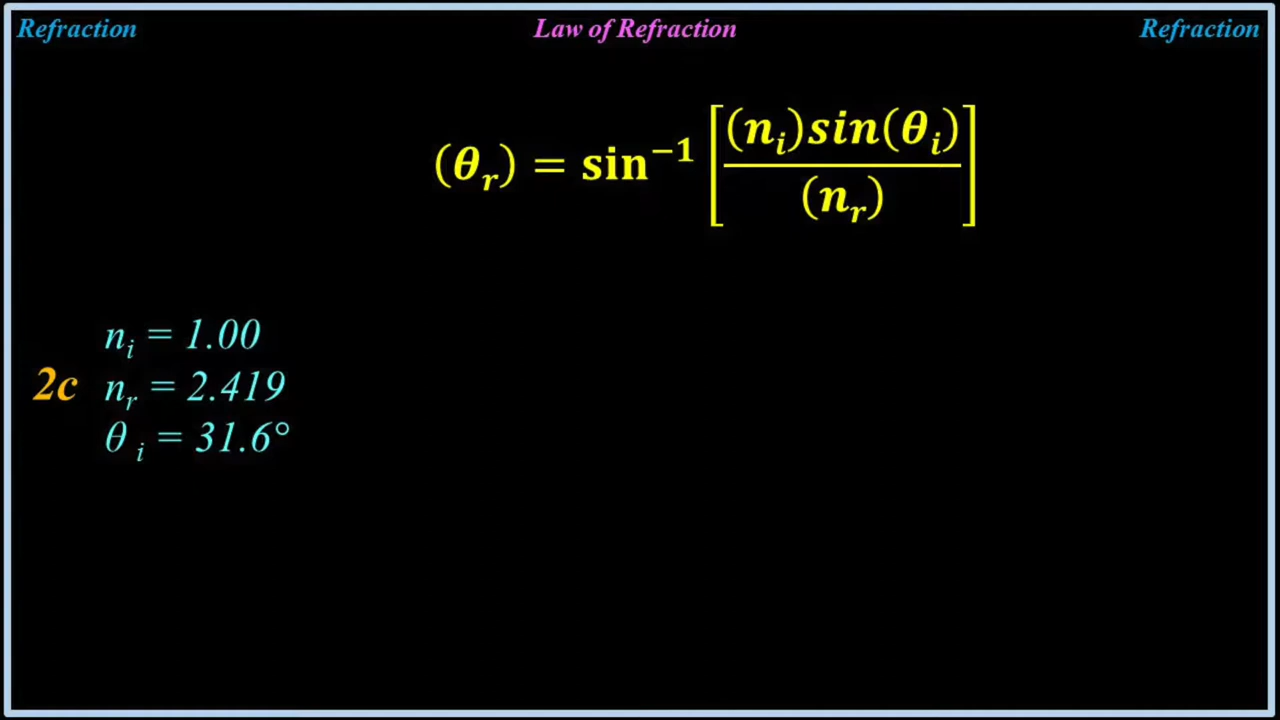 Refraction Law of Refraction Refraction
(θᵣ) = sin⁻¹ [(nᵢ)sin(θᵢ) / (nᵣ)]
nᵢ = 1.00
2c nᵣ = 2.419
θ ᵢ = 31.6°